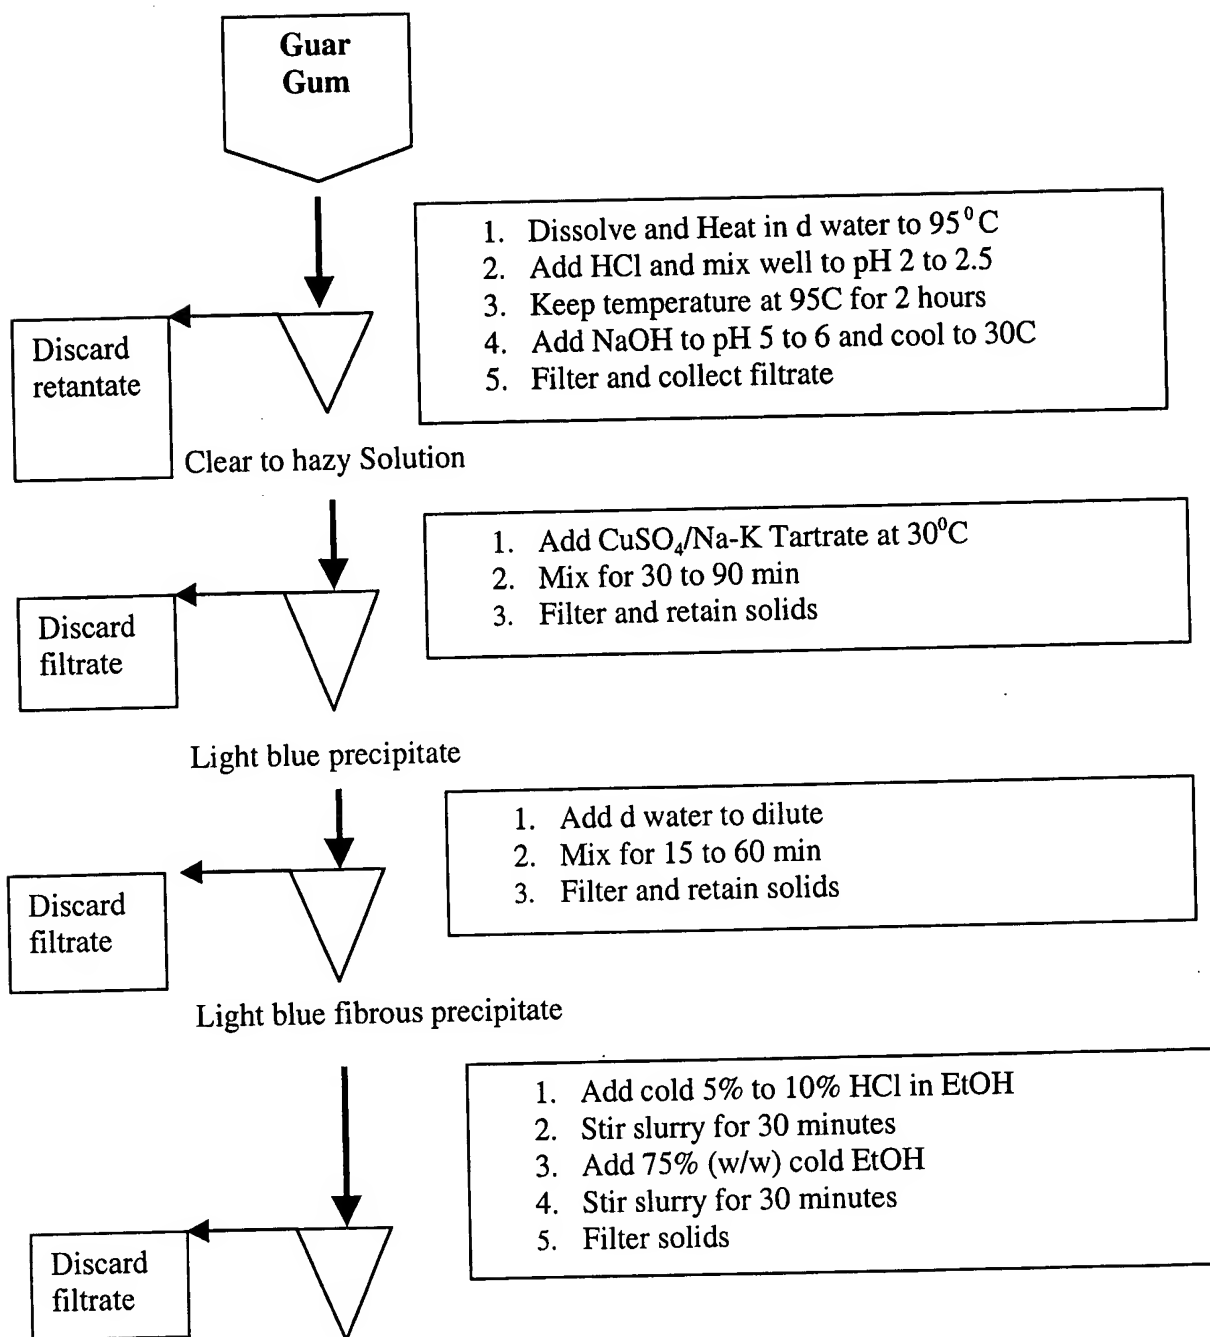 Guar
Gum
1. Dissolve and Heat in d water to 95⁰C
2. Add HCl and mix well to pH 2 to 2.5
3. Keep temperature at 95C for 2 hours
4. Add NaOH to pH 5 to 6 and cool to 30C
5. Filter and collect filtrate
Discard
retantate
Clear to hazy Solution
1. Add CuSO₄/Na-K Tartrate at 30⁰C
2. Mix for 30 to 90 min
3. Filter and retain solids
Discard
filtrate
Light blue precipitate
1. Add d water to dilute
2. Mix for 15 to 60 min
3. Filter and retain solids
Discard
filtrate
Light blue fibrous precipitate
1. Add cold 5% to 10% HCl in EtOH
2. Stir slurry for 30 minutes
3. Add 75% (w/w) cold EtOH
4. Stir slurry for 30 minutes
5. Filter solids
Discard
filtrate